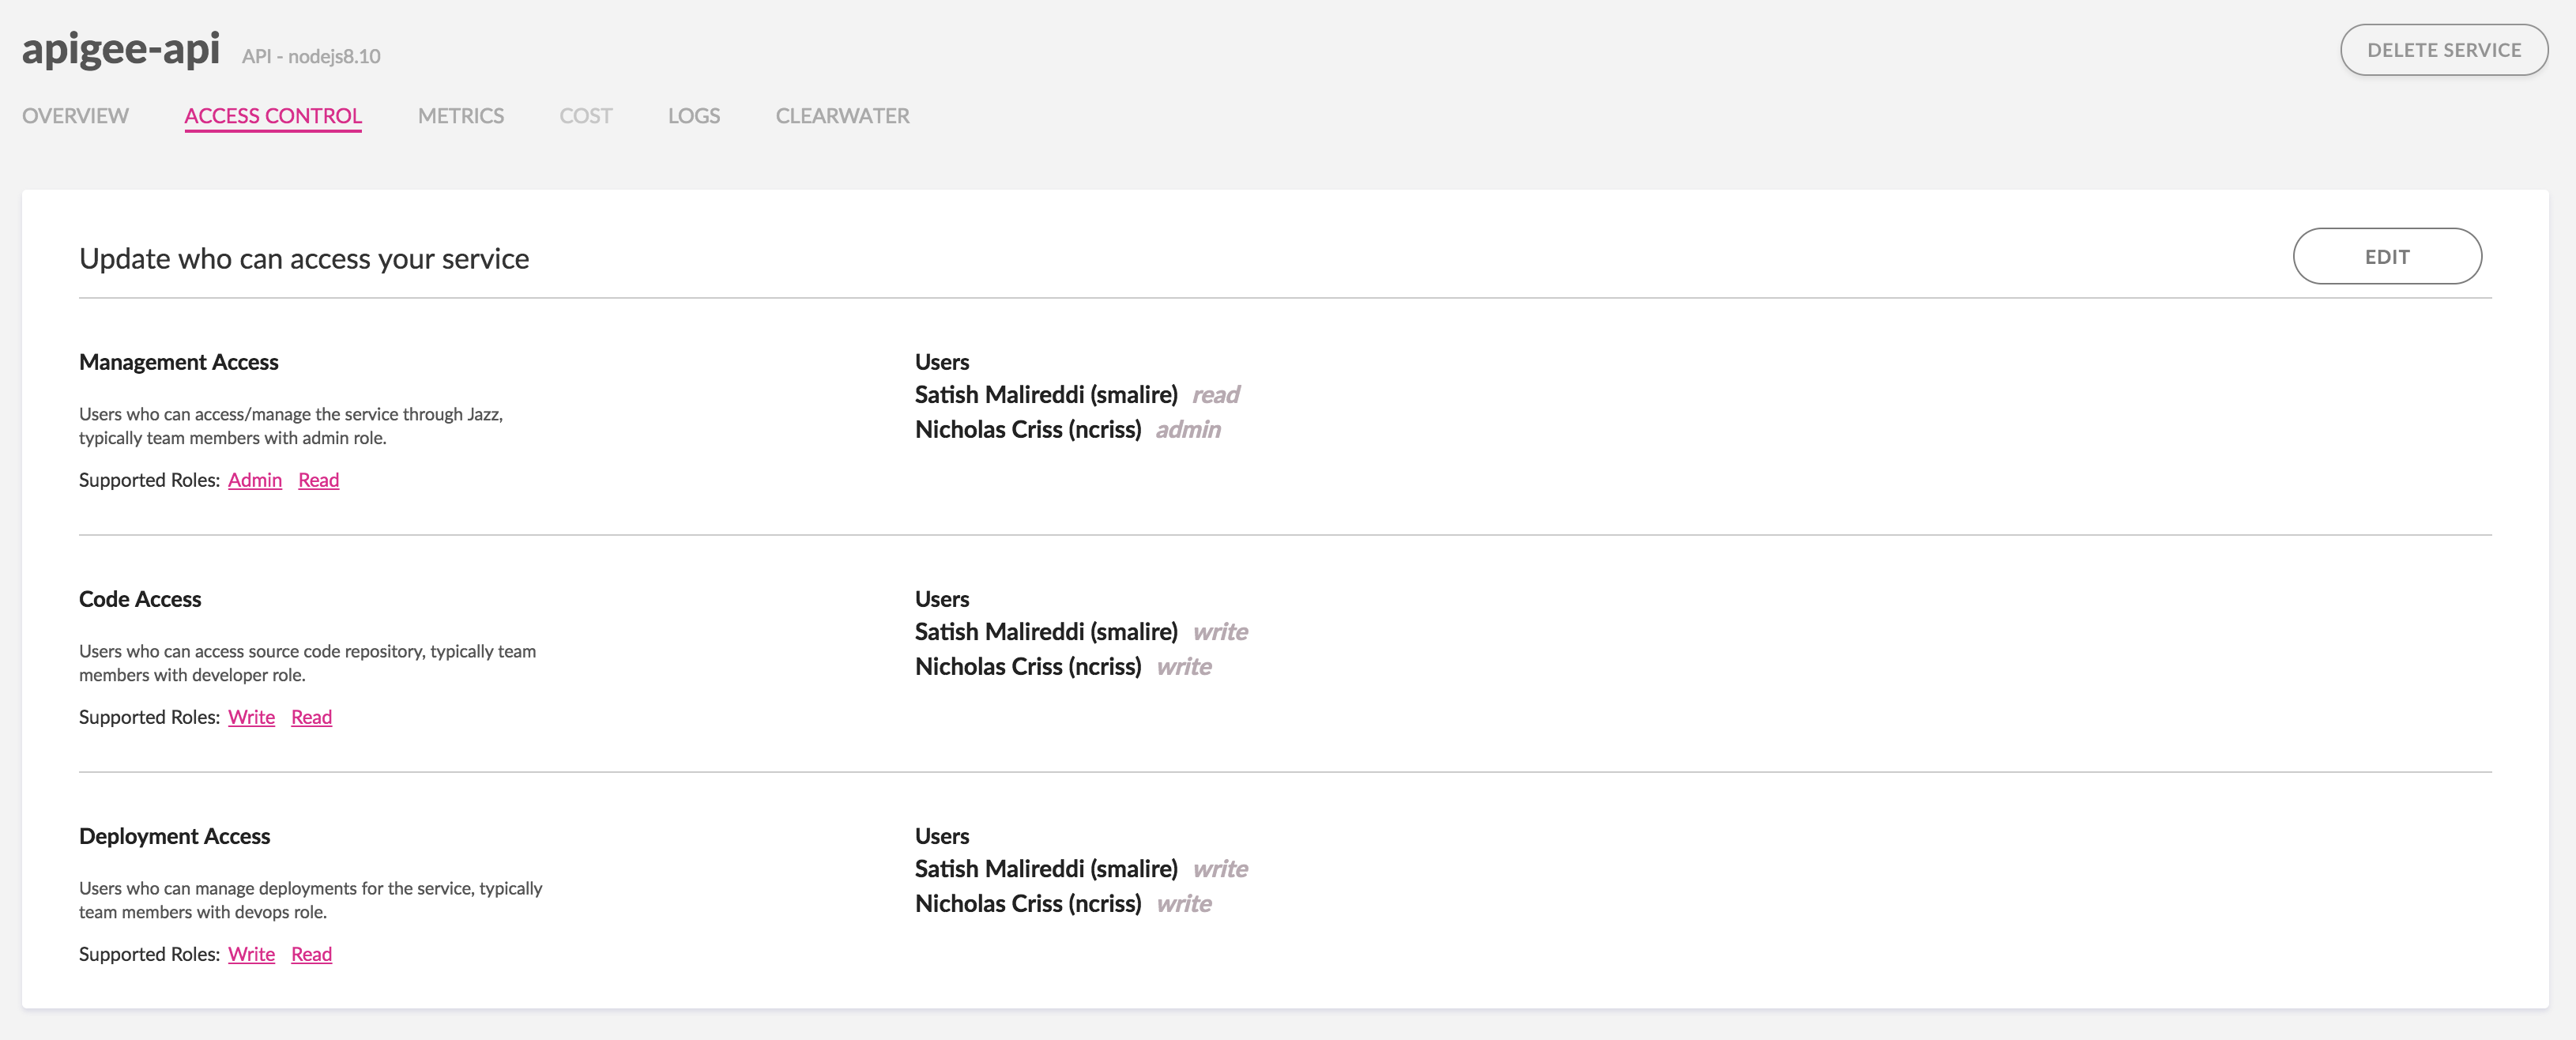 apigee-api API - nodejs8.10
DELETE SERVICE
OVERVIEW ACCESS CONTROL METRICS COST LOGS CLEARWATER
Update who can access your service
EDIT
Management Access
Users who can access/manage the service through Jazz,
typically team members with admin role.
Supported Roles: Admin Read
Users
Satish Malireddi (smalire) read
Nicholas Criss (ncriss) admin
Code Access
Users who can access source code repository, typically team
members with developer role.
Supported Roles: Write Read
Users
Satish Malireddi (smalire) write
Nicholas Criss (ncriss) write
Deployment Access
Users who can manage deployments for the service, typically
team members with devops role.
Supported Roles: Write Read
Users
Satish Malireddi (smalire) write
Nicholas Criss (ncriss) write